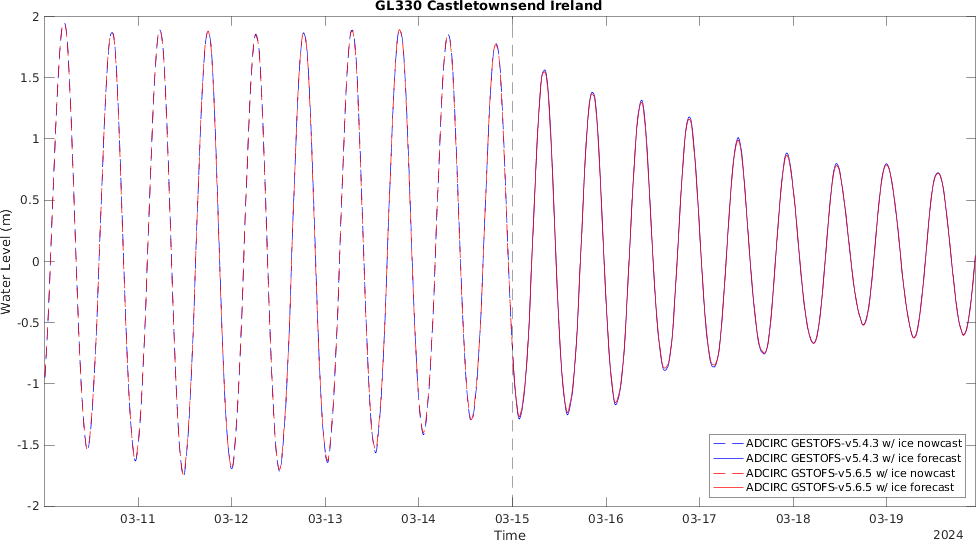 GL330 Castletownsend Ireland
2
1.5
1
0.5
0
-0.5
-1
-1.5
-2
Water Level (m)
ADCIRC GESTOFS-v5.4.3 w/ ice nowcast
ADCIRC GESTOFS-v5.4.3 w/ ice forecast
ADCIRC GSTOFS-v5.6.5 w/ ice nowcast
ADCIRC GSTOFS-v5.6.5 w/ ice forecast
03-11 03-12 03-13 03-14 03-15 03-16 03-17 03-18 03-19
Time
2024